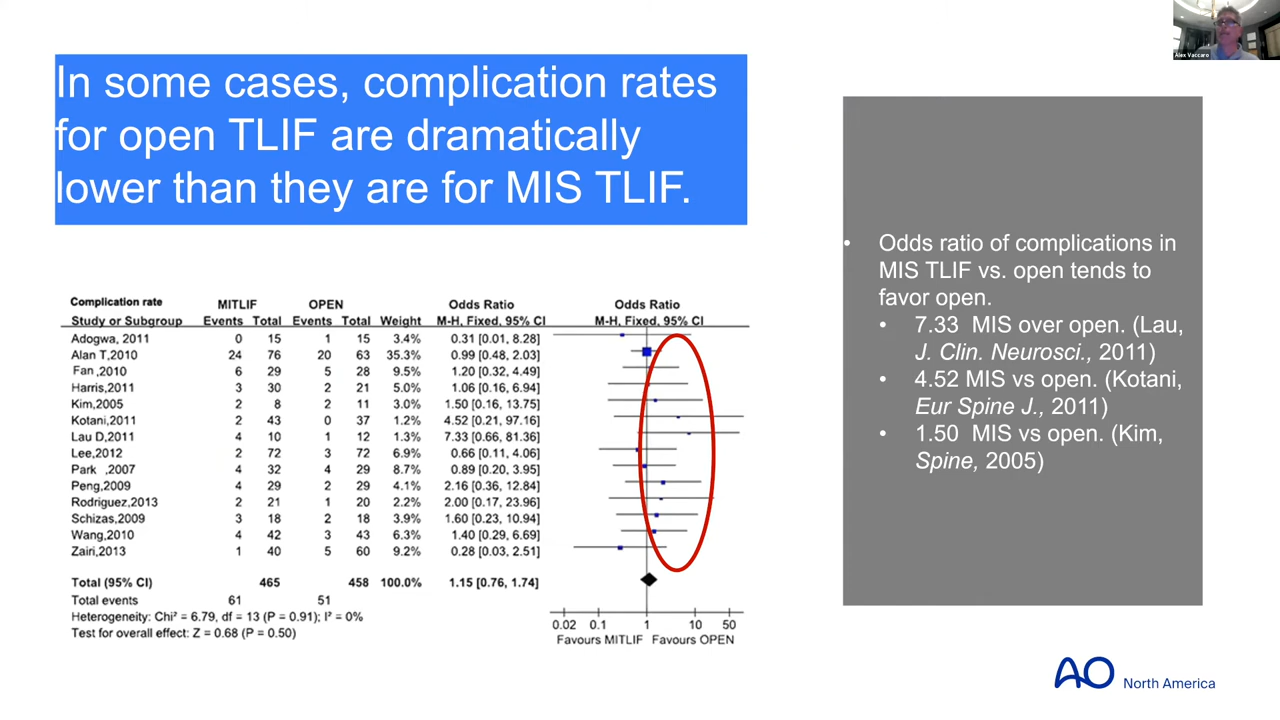 Alex Vaccaro
In some cases, complication rates
for open TLIF are dramatically
lower than they are for MIS TLIF.
• Odds ratio of complications in
MIS TLIF vs. open tends to
favor open.
• 7.33 MIS over open. (Lau,
J. Clin. Neurosci., 2011)
• 4.52 MIS vs open. (Kotani,
Eur Spine J., 2011)
• 1.50 MIS vs open. (Kim,
Spine, 2005)
Complication rate MITLIF OPEN Odds Ratio Odds Ratio
Study or Subgroup Events Total Events Total Weight M-H, Fixed, 95% CI M-H, Fixed, 95% CI
Adogwa, 2011 0 15 1 15 3.4% 0.31 [0.01, 8.28]
Alan T,2010 24 76 20 63 35.3% 0.99 [0.48, 2.03]
Fan ,2010 6 29 5 28 9.5% 1.20 [0.32, 4.49]
Harris,2011 3 30 2 21 5.0% 1.06 [0.16, 6.94]
Kim,2005 2 8 2 11 3.0% 1.50 [0.16, 13.75]
Kotani,2011 2 43 0 37 1.2% 4.52 [0.21, 97.16]
Lau D,2011 4 10 1 12 1.3% 7.33 [0.66, 81.36]
Lee,2012 2 72 3 72 6.9% 0.66 [0.11, 4.06]
Park ,2007 4 32 4 29 8.7% 0.89 [0.20, 3.95]
Peng,2009 4 29 2 29 4.0% 2.16 [0.36, 12.84]
Rodriguez,2013 2 21 1 20 2.2% 2.00 [0.17, 23.96]
Schizas,2009 3 18 2 18 3.9% 1.60 [0.23, 10.94]
Wang,2010 4 42 3 43 6.3% 1.40 [0.29, 6.69]
Zairi,2013 1 40 5 60 9.2% 0.28 [0.03, 2.51]
Total (95% CI) 465 458 100.0% 1.15 [0.76, 1.74]
Total events 61 51
Heterogeneity: Chi² = 6.79, df = 13 (P = 0.91); I² = 0%
Test for overall effect: Z = 0.68 (P = 0.50)
0.02 0.1 1 10 50
Favours MITLIF Favours OPEN
AO North America